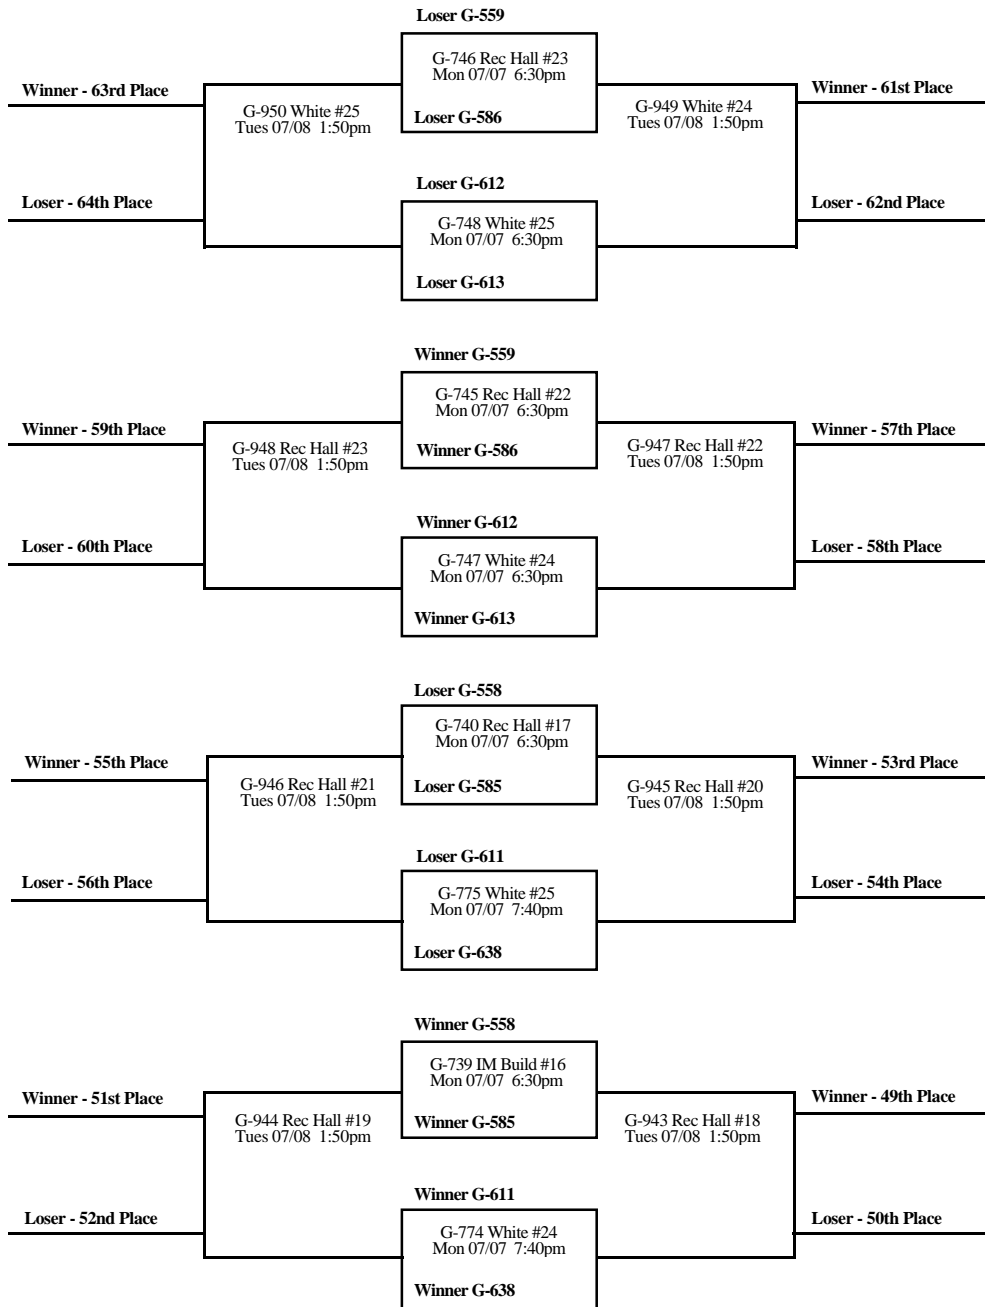 Loser G-559
G-746 Rec Hall #23
Mon 07/07 6:30pm
Loser G-586
Winner - 63rd Place
G-950 White #25
Tues 07/08 1:50pm
Loser - 64th Place
G-949 White #24
Tues 07/08 1:50pm
Winner - 61st Place
Loser - 62nd Place
Loser G-612
G-748 White #25
Mon 07/07 6:30pm
Loser G-613
Winner G-559
G-745 Rec Hall #22
Mon 07/07 6:30pm
Winner G-586
Winner - 59th Place
G-948 Rec Hall #23
Tues 07/08 1:50pm
Loser - 60th Place
G-947 Rec Hall #22
Tues 07/08 1:50pm
Winner - 57th Place
Loser - 58th Place
Winner G-612
G-747 White #24
Mon 07/07 6:30pm
Winner G-613
Loser G-558
G-740 Rec Hall #17
Mon 07/07 6:30pm
Loser G-585
Winner - 55th Place
G-946 Rec Hall #21
Tues 07/08 1:50pm
Loser - 56th Place
G-945 Rec Hall #20
Tues 07/08 1:50pm
Winner - 53rd Place
Loser - 54th Place
Loser G-611
G-775 White #25
Mon 07/07 7:40pm
Loser G-638
Winner G-558
G-739 IM Build #16
Mon 07/07 6:30pm
Winner G-585
Winner - 51st Place
G-944 Rec Hall #19
Tues 07/08 1:50pm
Loser - 52nd Place
G-943 Rec Hall #18
Tues 07/08 1:50pm
Winner - 49th Place
Loser - 50th Place
Winner G-611
G-774 White #24
Mon 07/07 7:40pm
Winner G-638